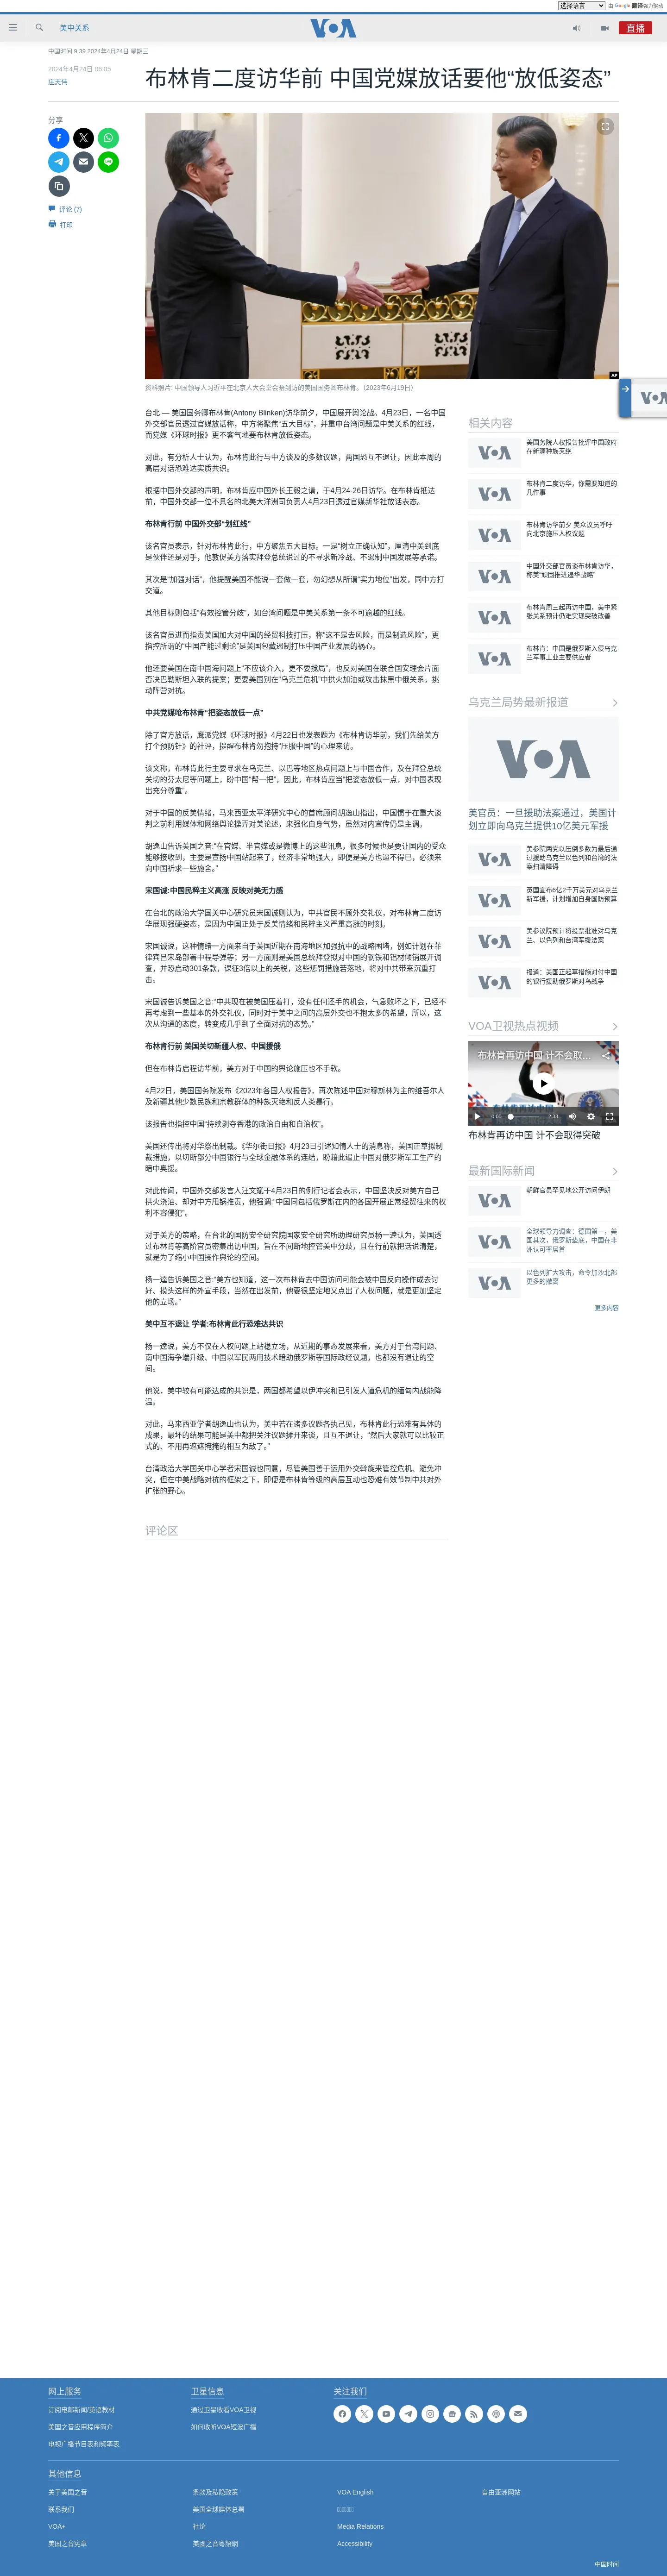 选择语言
由 Google 翻译强力驱动
美中关系
VOA
直播
中国时间 9:39 2024年4月24日 星期三
2024年4月24日 06:05
庄志伟
布林肯二度访华前 中国党媒放话要他“放低姿态”
分享
评论 (7)
打印
AP
资料照片: 中国领导人习近平在北京人大会堂会晤到访的美国国务卿布林肯。（2023年6月19日）
台北 — 美国国务卿布林肯(Antony Blinken)访华前夕，中国展开舆论战。4月23日，一名中国
外交部官员透过官媒放话称，中方将聚焦“五大目标”，并重申台湾问题是中美关系的红线，
而党媒《环球时报》更不客气地要布林肯放低姿态。
对此，有分析人士认为，布林肯此行与中方谈及的多数议题，两国恐互不退让，因此本周的
高层对话恐难达实质共识。
根据中国外交部的声明，布林肯应中国外长王毅之请，于4月24-26日访华。在布林肯抵达
前，中国外交部一位不具名的北美大洋洲司负责人4月23日透过官媒新华社放话表态。
布林肯行前 中国外交部“划红线”
该名官员表示，针对布林肯此行，中方聚焦五大目标。一是“树立正确认知”，厘清中美到底
是伙伴还是对手，他敦促美方落实拜登总统说过的不寻求新冷战、不遏制中国发展等承诺。
其次是“加强对话”，他提醒美国不能说一套做一套，勿幻想从所谓“实力地位”出发，同中方打
交道。
其他目标则包括“有效控管分歧”，如台湾问题是中美关系第一条不可逾越的红线。
该名官员进而指责美国加大对中国的经贸科技打压，称“这不是去风险，而是制造风险”，更
指控所谓的“中国产能过剩论”是美国包藏遏制打压中国产业发展的祸心。
他还要美国在南中国海问题上“不应该介入，更不要搅局”，也反对美国在联合国安理会片面
否决巴勒斯坦入联的提案；更要美国别在“乌克兰危机”中拱火加油或攻击抹黑中俄关系，挑
动阵营对抗。
中共党媒呛布林肯“把姿态放低一点”
除了官方放话，鹰派党媒《环球时报》4月22日也发表题为《布林肯访华前，我们先给美方
打个预防针》的社评，提醒布林肯勿抱持“压服中国”的心理来访。
该文称，布林肯此行主要寻求在乌克兰、以巴等地区热点问题上与中国合作，及在拜登总统
关切的芬太尼等问题上，盼中国“帮一把”，因此，布林肯应当“把姿态放低一点，对中国表现
出充分尊重”。
对于中国的反美情绪，马来西亚太平洋研究中心的首席顾问胡逸山指出，中国惯于在重大谈
判之前利用媒体和网络舆论操弄对美论述，来强化自身气势，虽然对内宣传仍是主调。
胡逸山告诉美国之音:“在官媒、半官媒或是微博上的这些讯息，很多时候也是要让国内的受众
能够接收到，主要是宣扬中国站起来了，经济非常地强大，即便是美方也逼不得已，必须来
向中国祈求一些施舍。”
宋国诚:中国民粹主义高涨 反映对美无力感
在台北的政治大学国关中心研究员宋国诚则认为，中共官民不顾外交礼仪，对布林肯二度访
华展现强硬姿态，是因为中国正处于反美情绪和民粹主义严重高涨的时刻。
宋国诚说，这种情绪一方面来自于美国近期在南海地区加强抗中的战略围堵，例如计划在菲
律宾吕宋岛部署中程导弹等；另一方面则是美国总统拜登拟对中国的钢铁和铝材倾销展开调
查，并恐启动301条款，课征3倍以上的关税，这些惩罚措施若落地，将对中共带来沉重打
击。
宋国诚告诉美国之音:“中共现在被美国压着打，没有任何还手的机会，气急败坏之下，已经不
再考虑到一些基本的外交礼仪，同时对于美中之间的高层外交也不抱太多的希望，所以，这
次从沟通的态度，转变成几乎到了全面对抗的态势。”
布林肯行前 美国关切新疆人权、中国援俄
但在布林肯启程访华前，美方对于中国的舆论施压也不手软。
4月22日，美国国务院发布《2023年各国人权报告》，再次陈述中国对穆斯林为主的维吾尔人
及新疆其他少数民族和宗教群体的种族灭绝和反人类暴行。
该报告也指控中国“持续剥夺香港的政治自由和自治权”。
美国还传出将对华祭出制裁。《华尔街日报》4月23日引述知情人士的消息称，美国正草拟制
裁措施，以切断部分中国银行与全球金融体系的连结，盼藉此遏止中国对俄罗斯军工生产的
暗中奥援。
对此传闻，中国外交部发言人汪文斌于4月23日的例行记者会表示，中国坚决反对美方自己
拱火浇油、却对中方甩锅推责，他强调:“中国同包括俄罗斯在内的各国开展正常经贸往来的权
利不容侵犯”。
对于美方的策略，在台北的国防安全研究院国家安全研究所助理研究员杨一逵认为，美国透
过布林肯等高阶官员密集出访中国，旨在不间断地控管美中分歧，且在行前就把话说清楚，
就是为了缩小中国操作舆论的空间。
杨一逵告诉美国之音:“美方也知道，这一次布林肯去中国访问可能会被中国反向操作成去讨
好、摸头这样的外宣手段，当然在出发前，他要很坚定地又点出了人权问题，就是更加坚定
他的立场。”
美中互不退让 学者:布林肯此行恐难达共识
杨一逵说，美方不仅在人权问题上站稳立场，从近期的事态发展来看，美方对于台湾问题、
南中国海争端升级、中国以军民两用技术暗助俄罗斯等国际政经议题，也都没有退让的空
间。
他说，美中较有可能达成的共识是，两国都希望以伊冲突和已引发人道危机的缅甸内战能降
温。
对此，马来西亚学者胡逸山也认为，美中若在诸多议题各执己见，布林肯此行恐难有具体的
成果，最坏的结果可能是美中都把关注议题摊开来谈，且互不退让，“然后大家就可以比较正
式的、不用再遮遮掩掩的相互为敌了。”
台湾政治大学国关中心学者宋国诚也同意，尽管美国善于运用外交斡旋来管控危机、避免冲
突，但在中美战略对抗的框架之下，即便是布林肯等级的高层互动也恐难有效节制中共对外
扩张的野心。
评论区
相关内容
美国务院人权报告批评中国政府
在新疆种族灭绝
布林肯二度访华，你需要知道的
几件事
布林肯访华前夕 美众议员呼吁
向北京施压人权议题
中国外交部官员谈布林肯访华，
称美“顽固推进遏华战略”
布林肯周三起再访中国，美中紧
张关系预计仍难实现突破改善
布林肯：中国是俄罗斯入侵乌克
兰军事工业主要供应者
乌克兰局势最新报道
VOA
美官员：一旦援助法案通过，美国计
划立即向乌克兰提供10亿美元军援
美参院两党以压倒多数为最后通
过援助乌克兰以色列和台湾的法
案扫清障碍
英国宣布6亿2千万美元对乌克兰
新军援，计划增加自身国防预算
美参议院预计将投票批准对乌克
兰、以色列和台湾军援法案
报道：美国正起草措施对付中国
的银行援助俄罗斯对乌战争
VOA卫视热点视频
布林肯再访中国 计不会取...
布林肯再访中国
0:00
3:33
布林肯再访中国 计不会取得突破
最新国际新闻
朝鲜官员罕见地公开访问伊朗
全球领导力调查：德国第一，美
国其次，俄罗斯垫底，中国在非
洲认可率居首
以色列扩大攻击，命令加沙北部
更多的撤离
更多内容
网上服务
订阅电邮新闻/英语教材
美国之音应用程序简介
电视广播节目表和频率表
卫星信息
通过卫星收看VOA卫视
如何收听VOA短波广播
关注我们
其他信息
关于美国之音
联系我们
VOA+
美国之音宪章
条款及私隐政策
美国全球媒体总署
社论
美國之音粵語網
VOA English
Media Relations
Accessibility
自由亚洲网站
中国时间